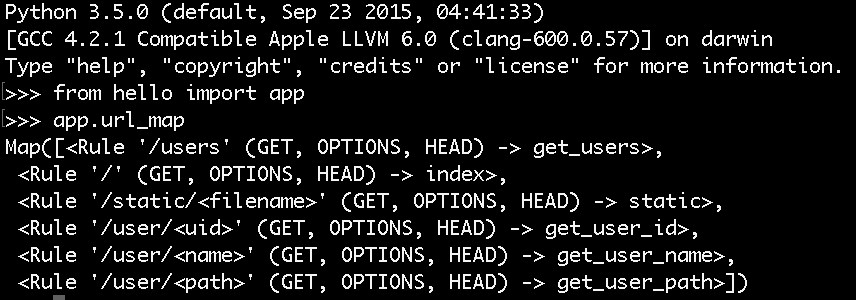 Python 3.5.0 (default, Sep 23 2015, 04:41:33)
[GCC 4.2.1 Compatible Apple LLVM 6.0 (clang-600.0.57)] on darwin
Type "help", "copyright", "credits" or "license" for more information.
>>> from hello import app
>>> app.url_map
Map([<Rule '/users' (GET, OPTIONS, HEAD) -> get_users>,
 <Rule '/' (GET, OPTIONS, HEAD) -> index>,
 <Rule '/static/<filename>' (GET, OPTIONS, HEAD) -> static>,
 <Rule '/user/<uid>' (GET, OPTIONS, HEAD) -> get_user_id>,
 <Rule '/user/<name>' (GET, OPTIONS, HEAD) -> get_user_name>,
 <Rule '/user/<path>' (GET, OPTIONS, HEAD) -> get_user_path>])